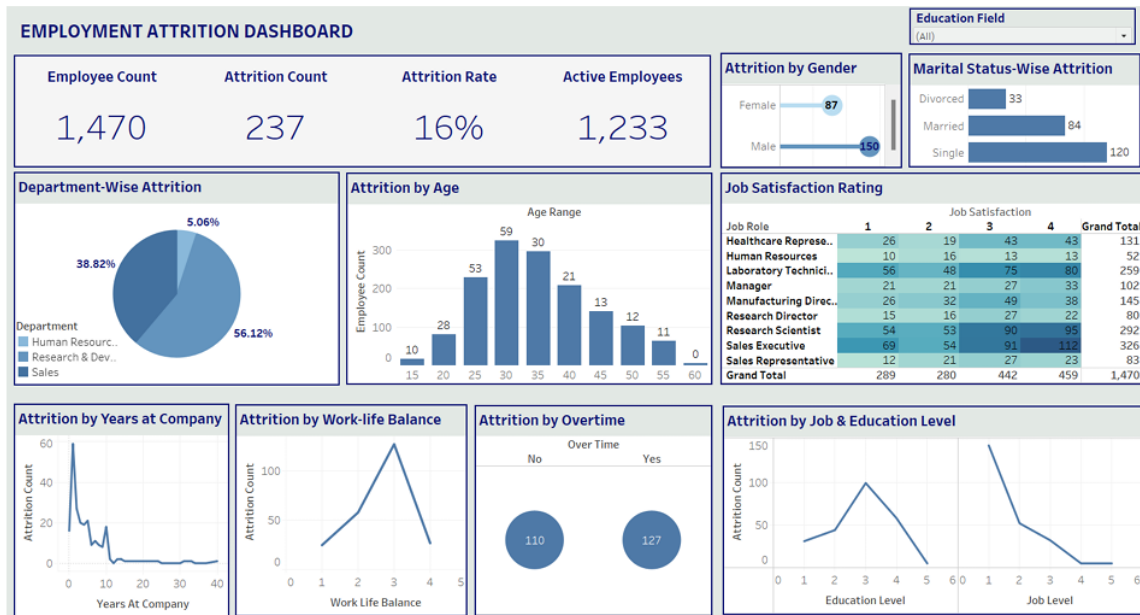 EMPLOYMENT ATTRITION DASHBOARD
Education Field
(All)
Employee Count Attrition Count Attrition Rate Active Employees
1,470 237 16% 1,233
Attrition by Gender
Female 87
Male 150
Marital Status-Wise Attrition
Divorced 33
Married 84
Single 120
Department-Wise Attrition
5.06%
38.82%
56.12%
Department
Human Resourc..
Research & Dev..
Sales
Attrition by Age
Age Range
Employee Count
300
200
100
0
10 28 53 59 30 21 13 12 11 0
15 20 25 30 35 40 45 50 55 60
Job Satisfaction Rating
Job Satisfaction
Job Role 1 2 3 4 Grand Total
Healthcare Represe.. 26 19 43 43 131
Human Resources 10 16 13 13 52
Laboratory Technici.. 56 48 75 80 259
Manager 21 21 27 33 102
Manufacturing Direc.. 26 32 49 38 145
Research Director 15 16 27 22 80
Research Scientist 54 53 90 95 292
Sales Executive 69 54 91 112 326
Sales Representative 12 21 27 23 83
Grand Total 289 280 442 459 1,470
Attrition by Years at Company
Attrition Count
60
40
20
0
0 10 20 30 40
Years At Company
Attrition by Work-life Balance
Attrition Count
100
50
0
0 1 2 3 4 5
Work Life Balance
Attrition by Overtime
Over Time
No Yes
110 127
Attrition by Job & Education Level
Attrition Count
150
100
50
0
0 1 2 3 4 5 6 0 1 2 3 4 5 6
Education Level Job Level